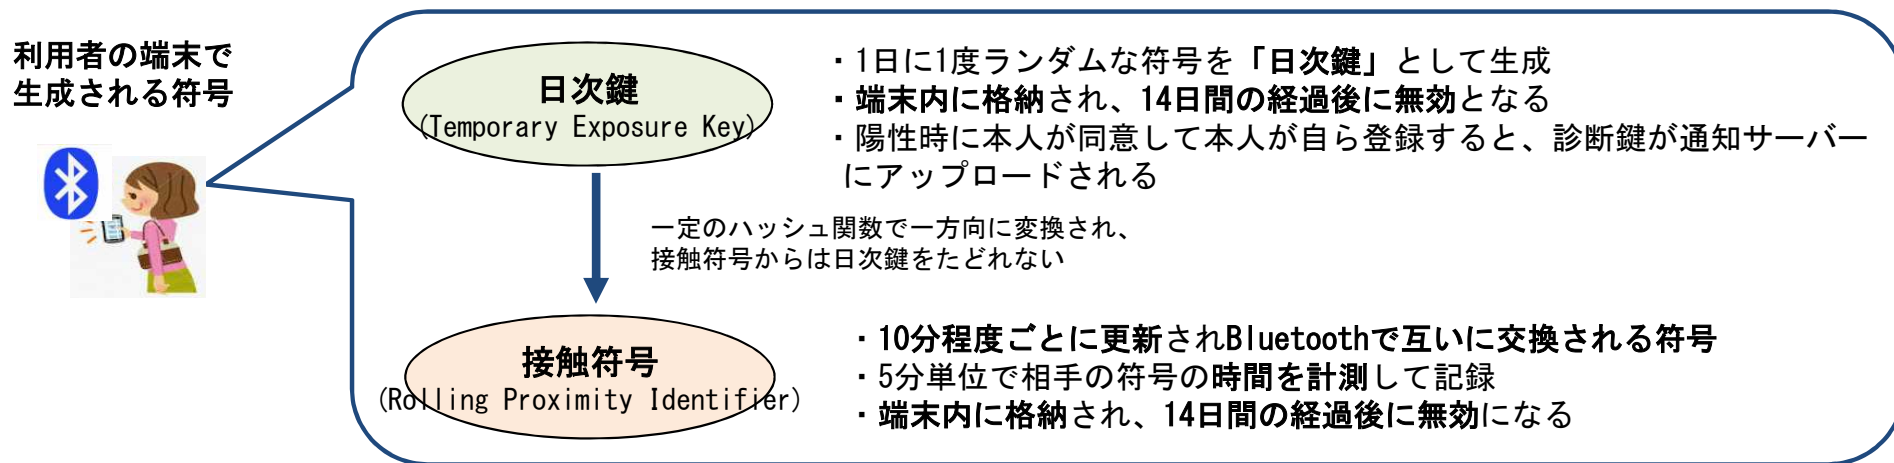 利用者の端末で
生成される符号
日次鍵
(Temporary Exposure Key)
・1日に1度ランダムな符号を「日次鍵」として生成
・端末内に格納され、14日間の経過後に無効となる
・陽性時に本人が同意して本人が自ら登録すると、診断鍵が通知サーバー
にアップロードされる
一定のハッシュ関数で一方向に変換され、
接触符号からは日次鍵をたどれない
接触符号
(Rolling Proximity Identifier)
・10分程度ごとに更新されBluetoothで互いに交換される符号
・5分単位で相手の符号の時間を計測して記録
・端末内に格納され、14日間の経過後に無効になる